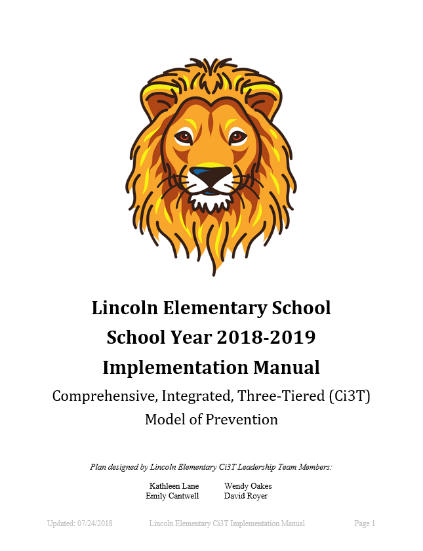 Lincoln Elementary School
School Year 2018-2019
Implementation Manual
Comprehensive, Integrated, Three-Tiered (Ci3T)
Model of Prevention
Plan designed by Lincoln Elementary Ci3T Leadership Team Members:
Kathleen Lane Wendy Oakes
Emily Cantwell David Royer
Updated: 07/24/2018 Lincoln Elementary Ci3T Implementation Manual Page 1